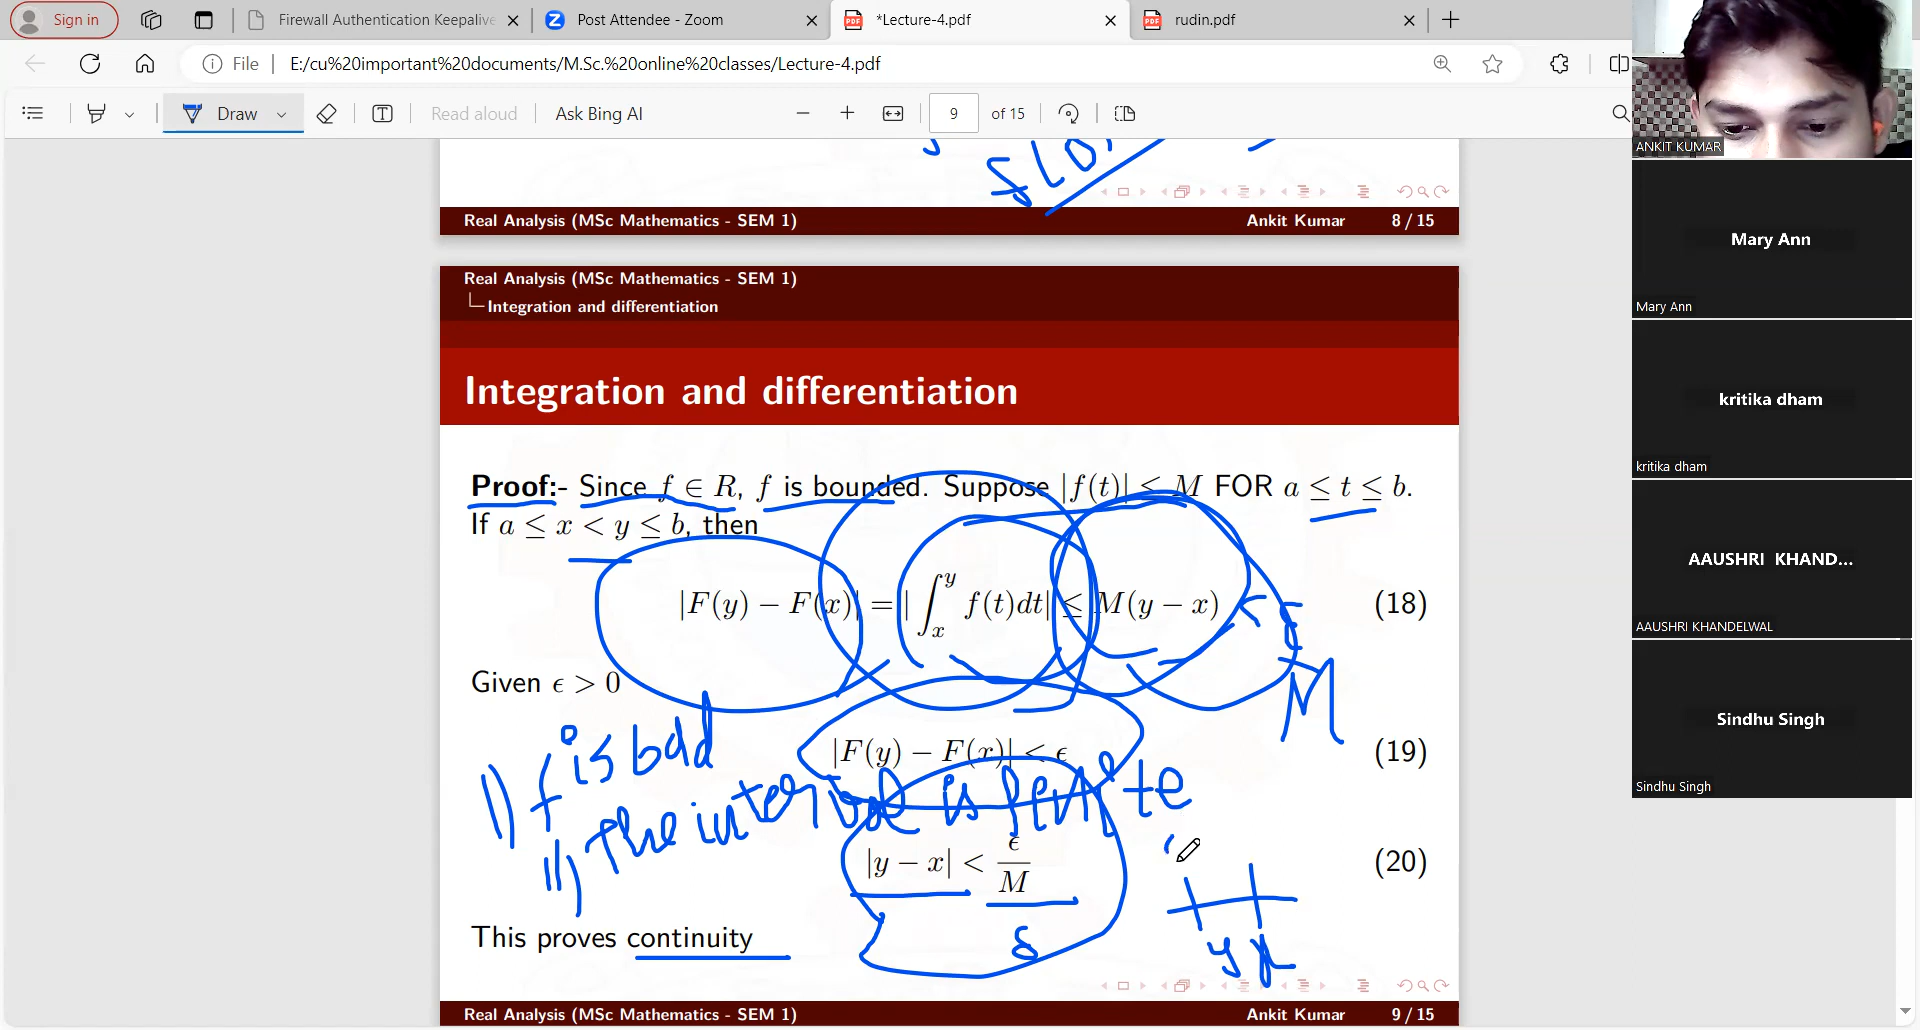 Sign in
Firewall Authentication Keepalive
Post Attendee - Zoom
*Lecture-4.pdf
rudin.pdf
File
E:/cu%20important%20documents/M.Sc.%20online%20classes/Lecture-4.pdf
Draw
Read aloud
Ask Bing AI
9 of 15
Real Analysis (MSc Mathematics - SEM 1) Ankit Kumar 8 / 15
Real Analysis (MSc Mathematics - SEM 1)
Integration and differentiation
Integration and differentiation
Proof:- Since f ∈ R, f is bounded. Suppose |f(t)| ≤ M FOR a ≤ t ≤ b.
If a ≤ x < y ≤ b, then
|F(y) − F(x)| = | ∫_x^y f(t)dt| ≤ M(y − x) (18)
M
Given ϵ > 0
i) f is bdd
|F(y) − F(x)| < ϵ (19)
ii) The interval is finite
|y − x| < ϵ/M (20)
δ
y x
This proves continuity
Real Analysis (MSc Mathematics - SEM 1) Ankit Kumar 9 / 15
ANKIT KUMAR
Mary Ann
Mary Ann
kritika dham
kritika dham
AAUSHRI KHAND...
AAUSHRI KHANDELWAL
Sindhu Singh
Sindhu Singh